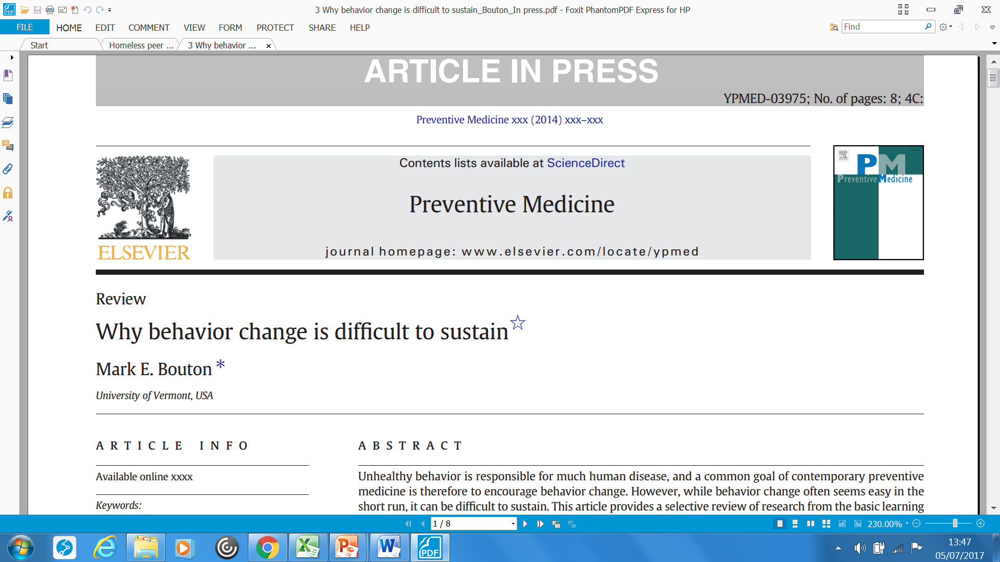 3 Why behavior change is difficult to sustain_Bouton_In press.pdf - Foxit PhantomPDF Express for HP
FILE HOME EDIT COMMENT VIEW FORM PROTECT SHARE HELP
Find
Start
Homeless peer ...
3 Why behavior ...
ARTICLE IN PRESS
YPMED-03975; No. of pages: 8; 4C:
Preventive Medicine xxx (2014) xxx–xxx
NON SOLUS
ELSEVIER
Contents lists available at ScienceDirect
Preventive Medicine
journal homepage: www.elsevier.com/locate/ypmed
PM
Preventive Medicine
Review
Why behavior change is difficult to sustain☆
Mark E. Bouton *
University of Vermont, USA
ARTICLE INFO
Available online xxxx
Keywords:
ABSTRACT
Unhealthy behavior is responsible for much human disease, and a common goal of contemporary preventive
medicine is therefore to encourage behavior change. However, while behavior change often seems easy in the
short run, it can be difficult to sustain. This article provides a selective review of research from the basic learning
1 / 8
230.00%
PDF
13:47
05/07/2017